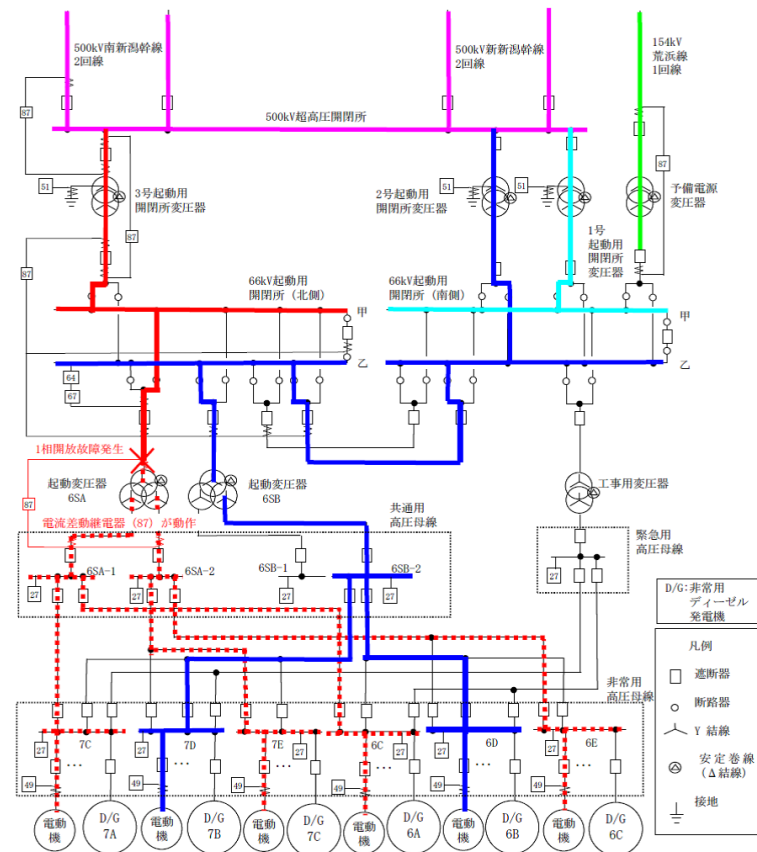 500kV南新潟幹線
2回線
500kV新新潟幹線
2回線
154kV
荒浜線
1回線
87
500kV超高圧開閉所
87
51
3号起動用
開閉所変圧器
87
51
2号起動用
開閉所変圧器
51
予備電源
変圧器
1号
起動用
開閉所
変圧器
87
66kV起動用
開閉所（北側）
66kV起動用
開閉所（南側）
甲
甲
乙
乙
64
67
1相開放故障発生
起動変圧器
6SA
起動変圧器
6SB
工事用変圧器
87
電流差動継電器（87）が動作
共通用
高圧母線
緊急用
高圧母線
6SA-1
6SA-2
6SB-1
6SB-2
27
27
27
27
27
D/G:非常用
ディーゼル
発電機
凡例
遮断器
断路器
Y 結線
安定巻線
(Δ結線)
接地
非常用
高圧母線
7C
7D
7E
6C
6D
6E
27
27
27
27
27
27
…
…
…
…
…
…
49
49
49
49
49
49
電動
機
D/G
7A
電動
機
D/G
7B
電動
機
D/G
7C
電動
機
D/G
6A
電動
機
D/G
6B
電動
機
D/G
6C